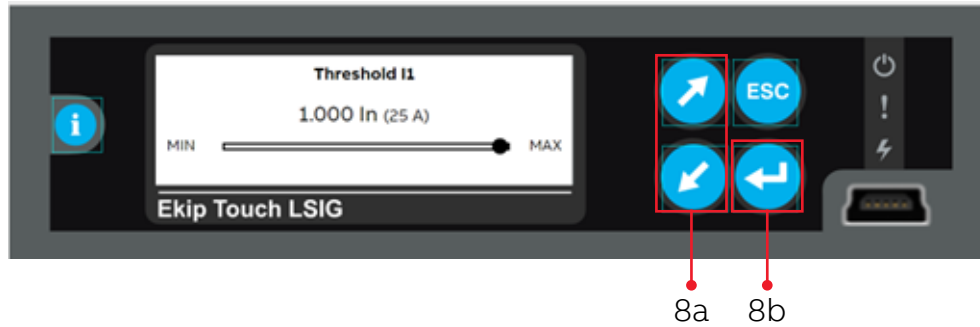 Threshold I1
1.000 In (25 A)
MIN MAX
Ekip Touch LSIG
i
ESC
!
8a 8b